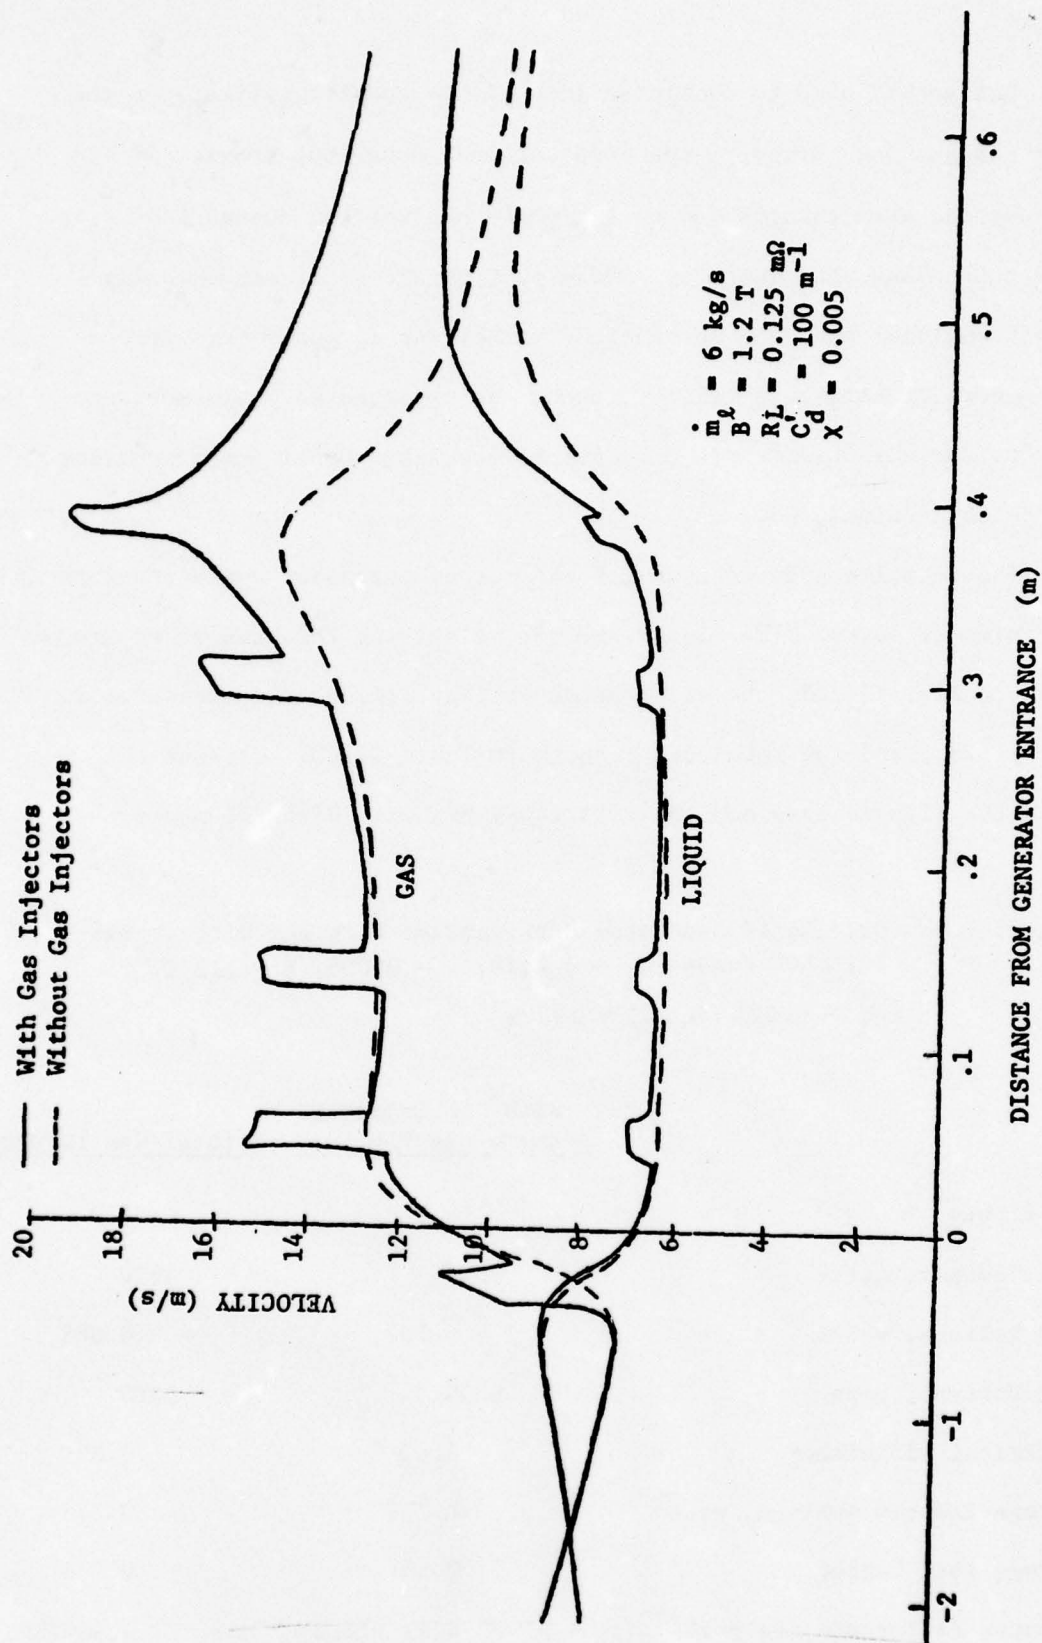 —— With Gas Injectors
---- Without Gas Injectors
VELOCITY (m/s)
20
18
16
14
12
10
8
6
4
2
0
GAS
LIQUID
ṁℓ = 6 kg/s
B = 1.2 T
RL = 0.125 mΩ
C'd = 100 m⁻¹
X = 0.005
-2
-1
.1
.2
.3
.4
.5
.6
DISTANCE FROM GENERATOR ENTRANCE (m)